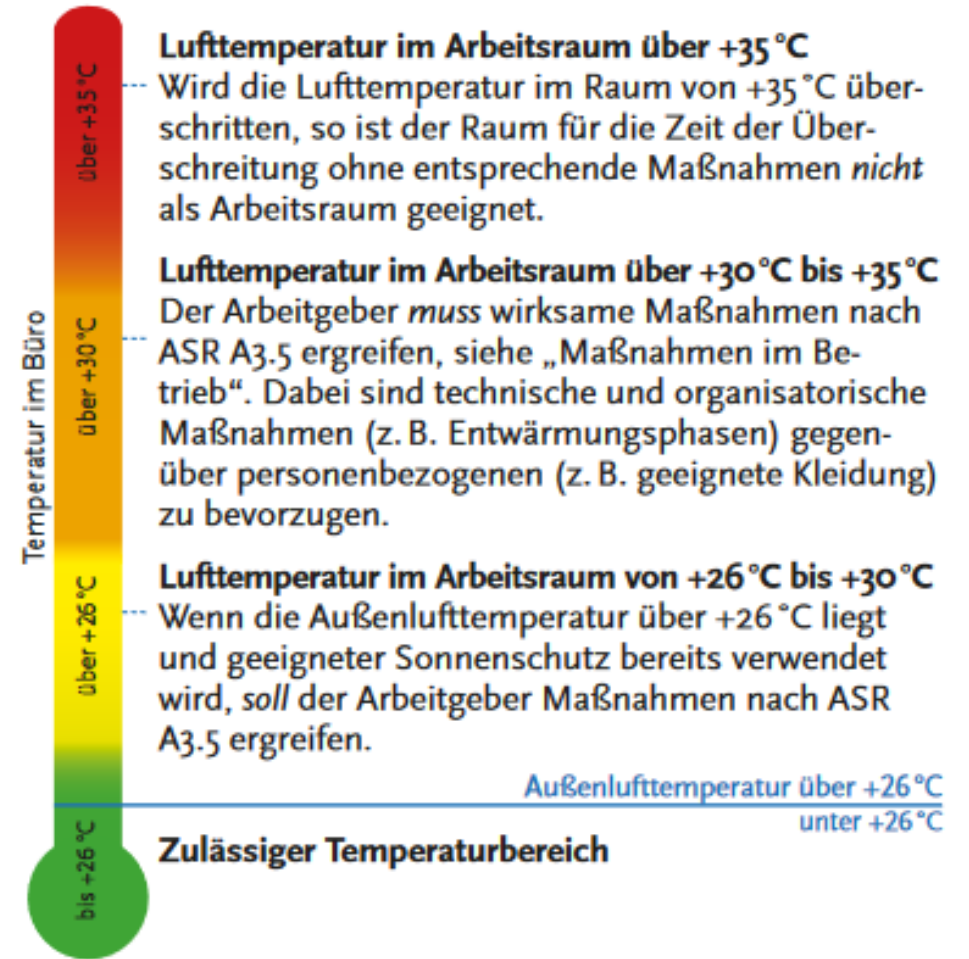 Lufttemperatur im Arbeitsraum über +35 °C
Wird die Lufttemperatur im Raum von +35 °C über-
schritten, so ist der Raum für die Zeit der Über-
schreitung ohne entsprechende Maßnahmen nicht
als Arbeitsraum geeignet.
Lufttemperatur im Arbeitsraum über +30 °C bis +35 °C
Der Arbeitgeber muss wirksame Maßnahmen nach
ASR A3.5 ergreifen, siehe „Maßnahmen im Be-
trieb“. Dabei sind technische und organisatorische
Maßnahmen (z. B. Entwärmungsphasen) gegen-
über personenbezogenen (z. B. geeignete Kleidung)
zu bevorzugen.
Lufttemperatur im Arbeitsraum von +26 °C bis +30 °C
Wenn die Außenlufttemperatur über +26 °C liegt
und geeigneter Sonnenschutz bereits verwendet
wird, soll der Arbeitgeber Maßnahmen nach ASR
A3.5 ergreifen.
Außenlufttemperatur über +26 °C
unter +26 °C
Zulässiger Temperaturbereich
Temperatur im Büro
über +35 °C
über +30 °C
über +26 °C
bis +26 °C